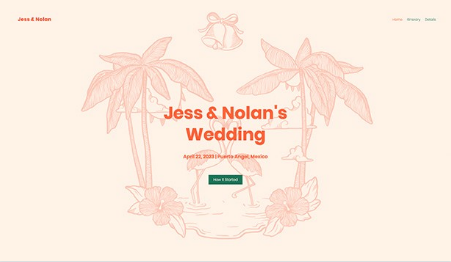 Jess & Nolan
Home Itinerary Details
Jess & Nolan's
Wedding
April 22, 2023 | Puerto Angel, Mexico
How It Started